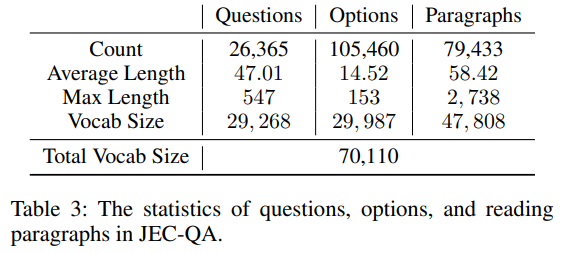 Questions Options Paragraphs
Count 26,365 105,460 79,433
Average Length 47.01 14.52 58.42
Max Length 547 153 2,738
Vocab Size 29,268 29,987 47,808
Total Vocab Size 70,110
Table 3: The statistics of questions, options, and reading
paragraphs in JEC-QA.